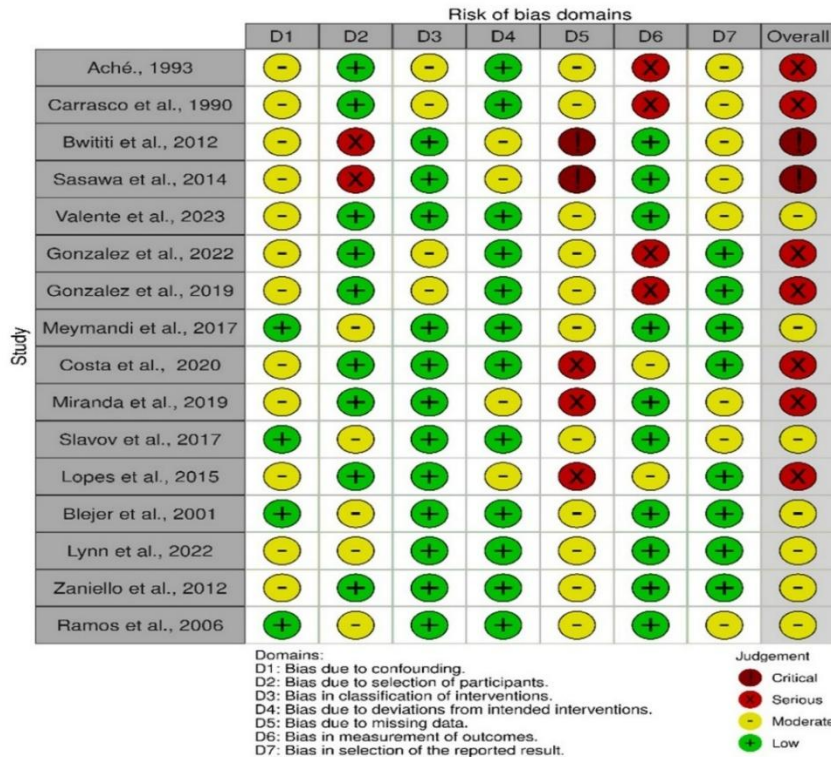 Risk of bias domains
D1 D2 D3 D4 D5 D6 D7 Overall
Study
Aché., 1993 - + - + - X - X
Carrasco et al., 1990 - + - + - X - X
Bwititi et al., 2012 - X + - ! + - !
Sasawa et al., 2014 - X + - ! + - !
Valente et al., 2023 - + + + - + - -
Gonzalez et al., 2022 - + - + - X + X
Gonzalez et al., 2019 - + - + - X + X
Meymandi et al., 2017 + - + + - + + -
Costa et al., 2020 - + + + X - + X
Miranda et al., 2019 - + + - X + + X
Slavov et al., 2017 + - + + - + - -
Lopes et al., 2015 - + + - X - + X
Blejer et al., 2001 + - + + - + + -
Lynn et al., 2022 - - + + - + + -
Zaniello et al., 2012 - + + + - + + -
Ramos et al., 2006 + - + + - + - -
Domains:
D1: Bias due to confounding.
D2: Bias due to selection of participants.
D3: Bias in classification of interventions.
D4: Bias due to deviations from intended interventions.
D5: Bias due to missing data.
D6: Bias in measurement of outcomes.
D7: Bias in selection of the reported result.
Judgement
! Critical
X Serious
- Moderate
+ Low